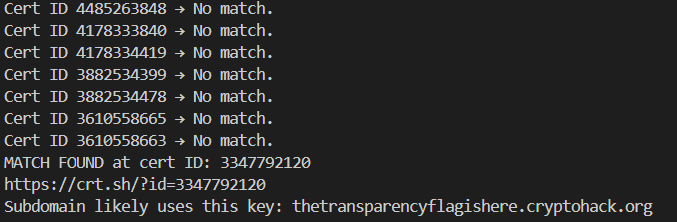 Cert ID 4485263848 → No match.
Cert ID 4178333840 → No match.
Cert ID 4178334419 → No match.
Cert ID 3882534399 → No match.
Cert ID 3882534478 → No match.
Cert ID 3610558665 → No match.
Cert ID 3610558663 → No match.
MATCH FOUND at cert ID: 3347792120
https://crt.sh/?id=3347792120
Subdomain likely uses this key: thetransparencyflagishere.cryptohack.org